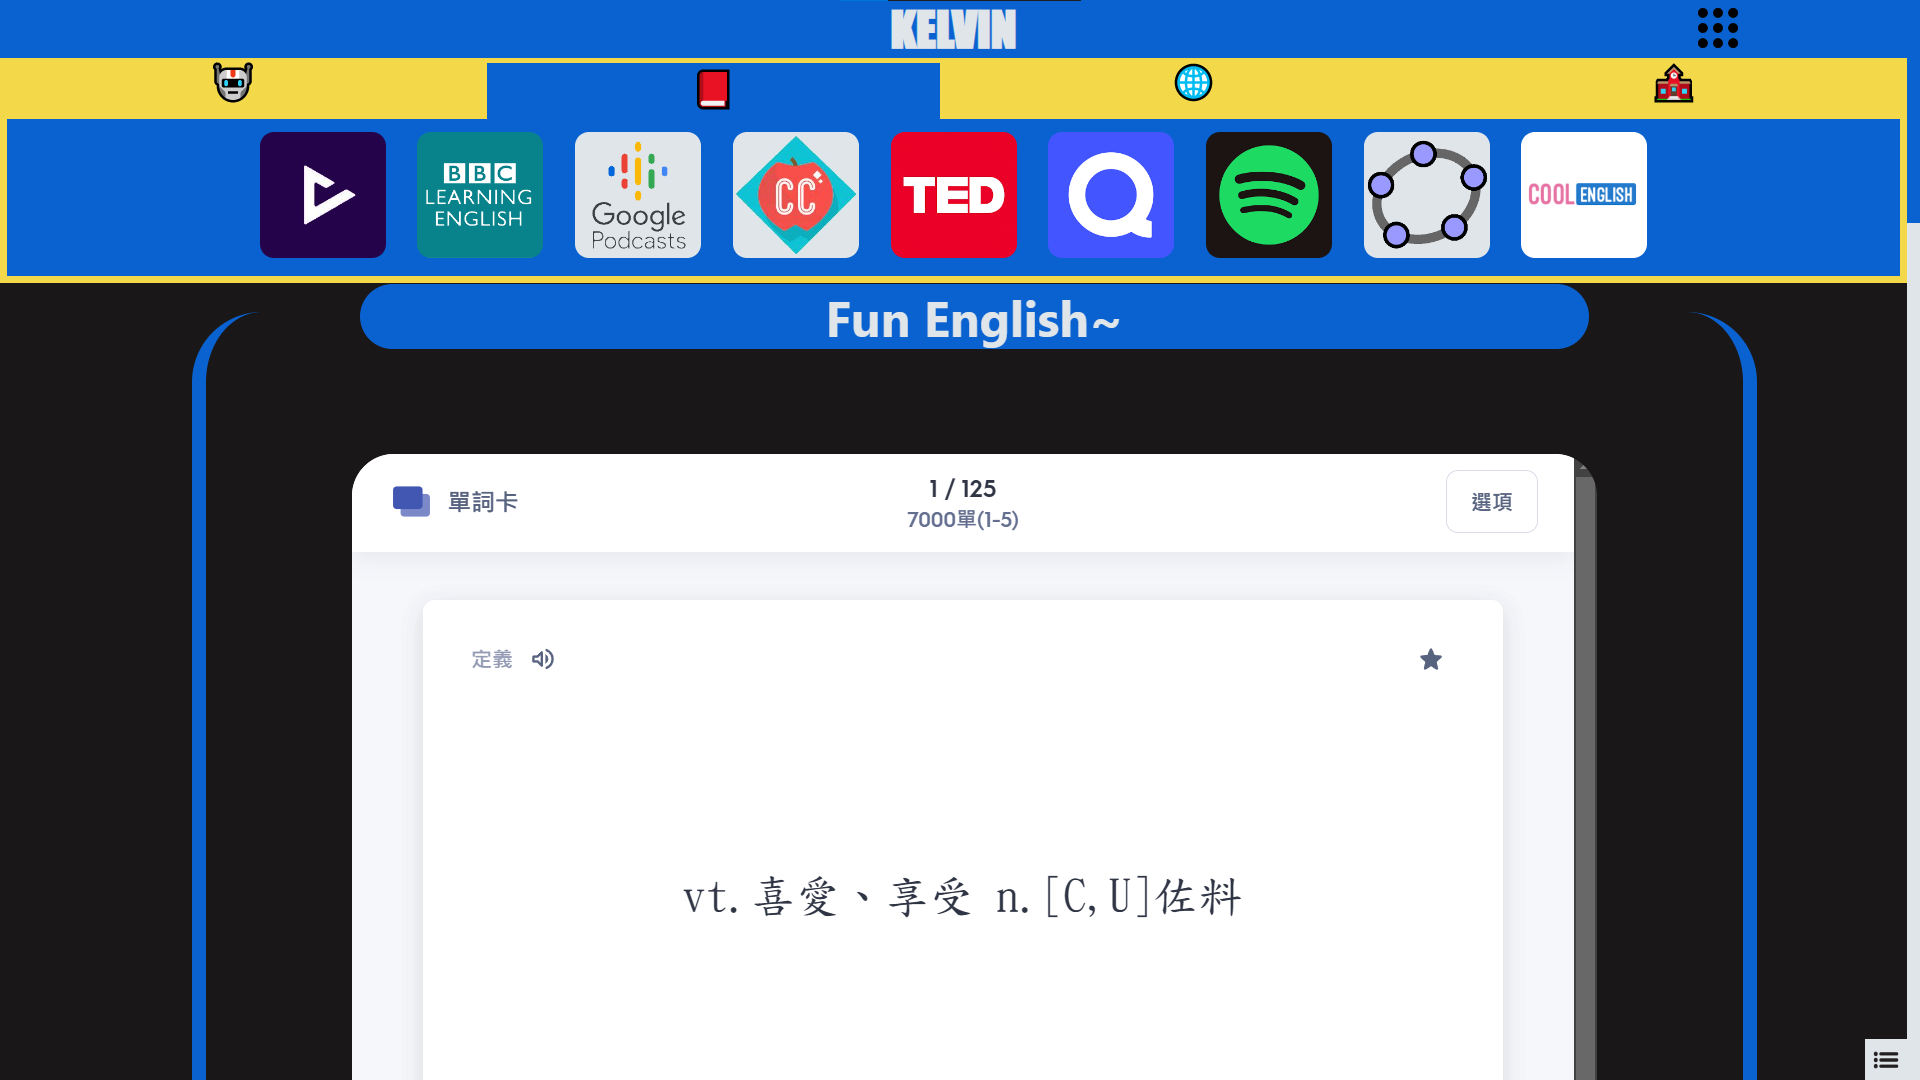 KELVIN
BBC
LEARNING
ENGLISH
Google
Podcasts
CC
TED
COOL ENGLISH
Fun English~
單詞卡
1 / 125
7000單(1-5)
選項
定義
vt.喜愛、享受 n.[C,U]佐料